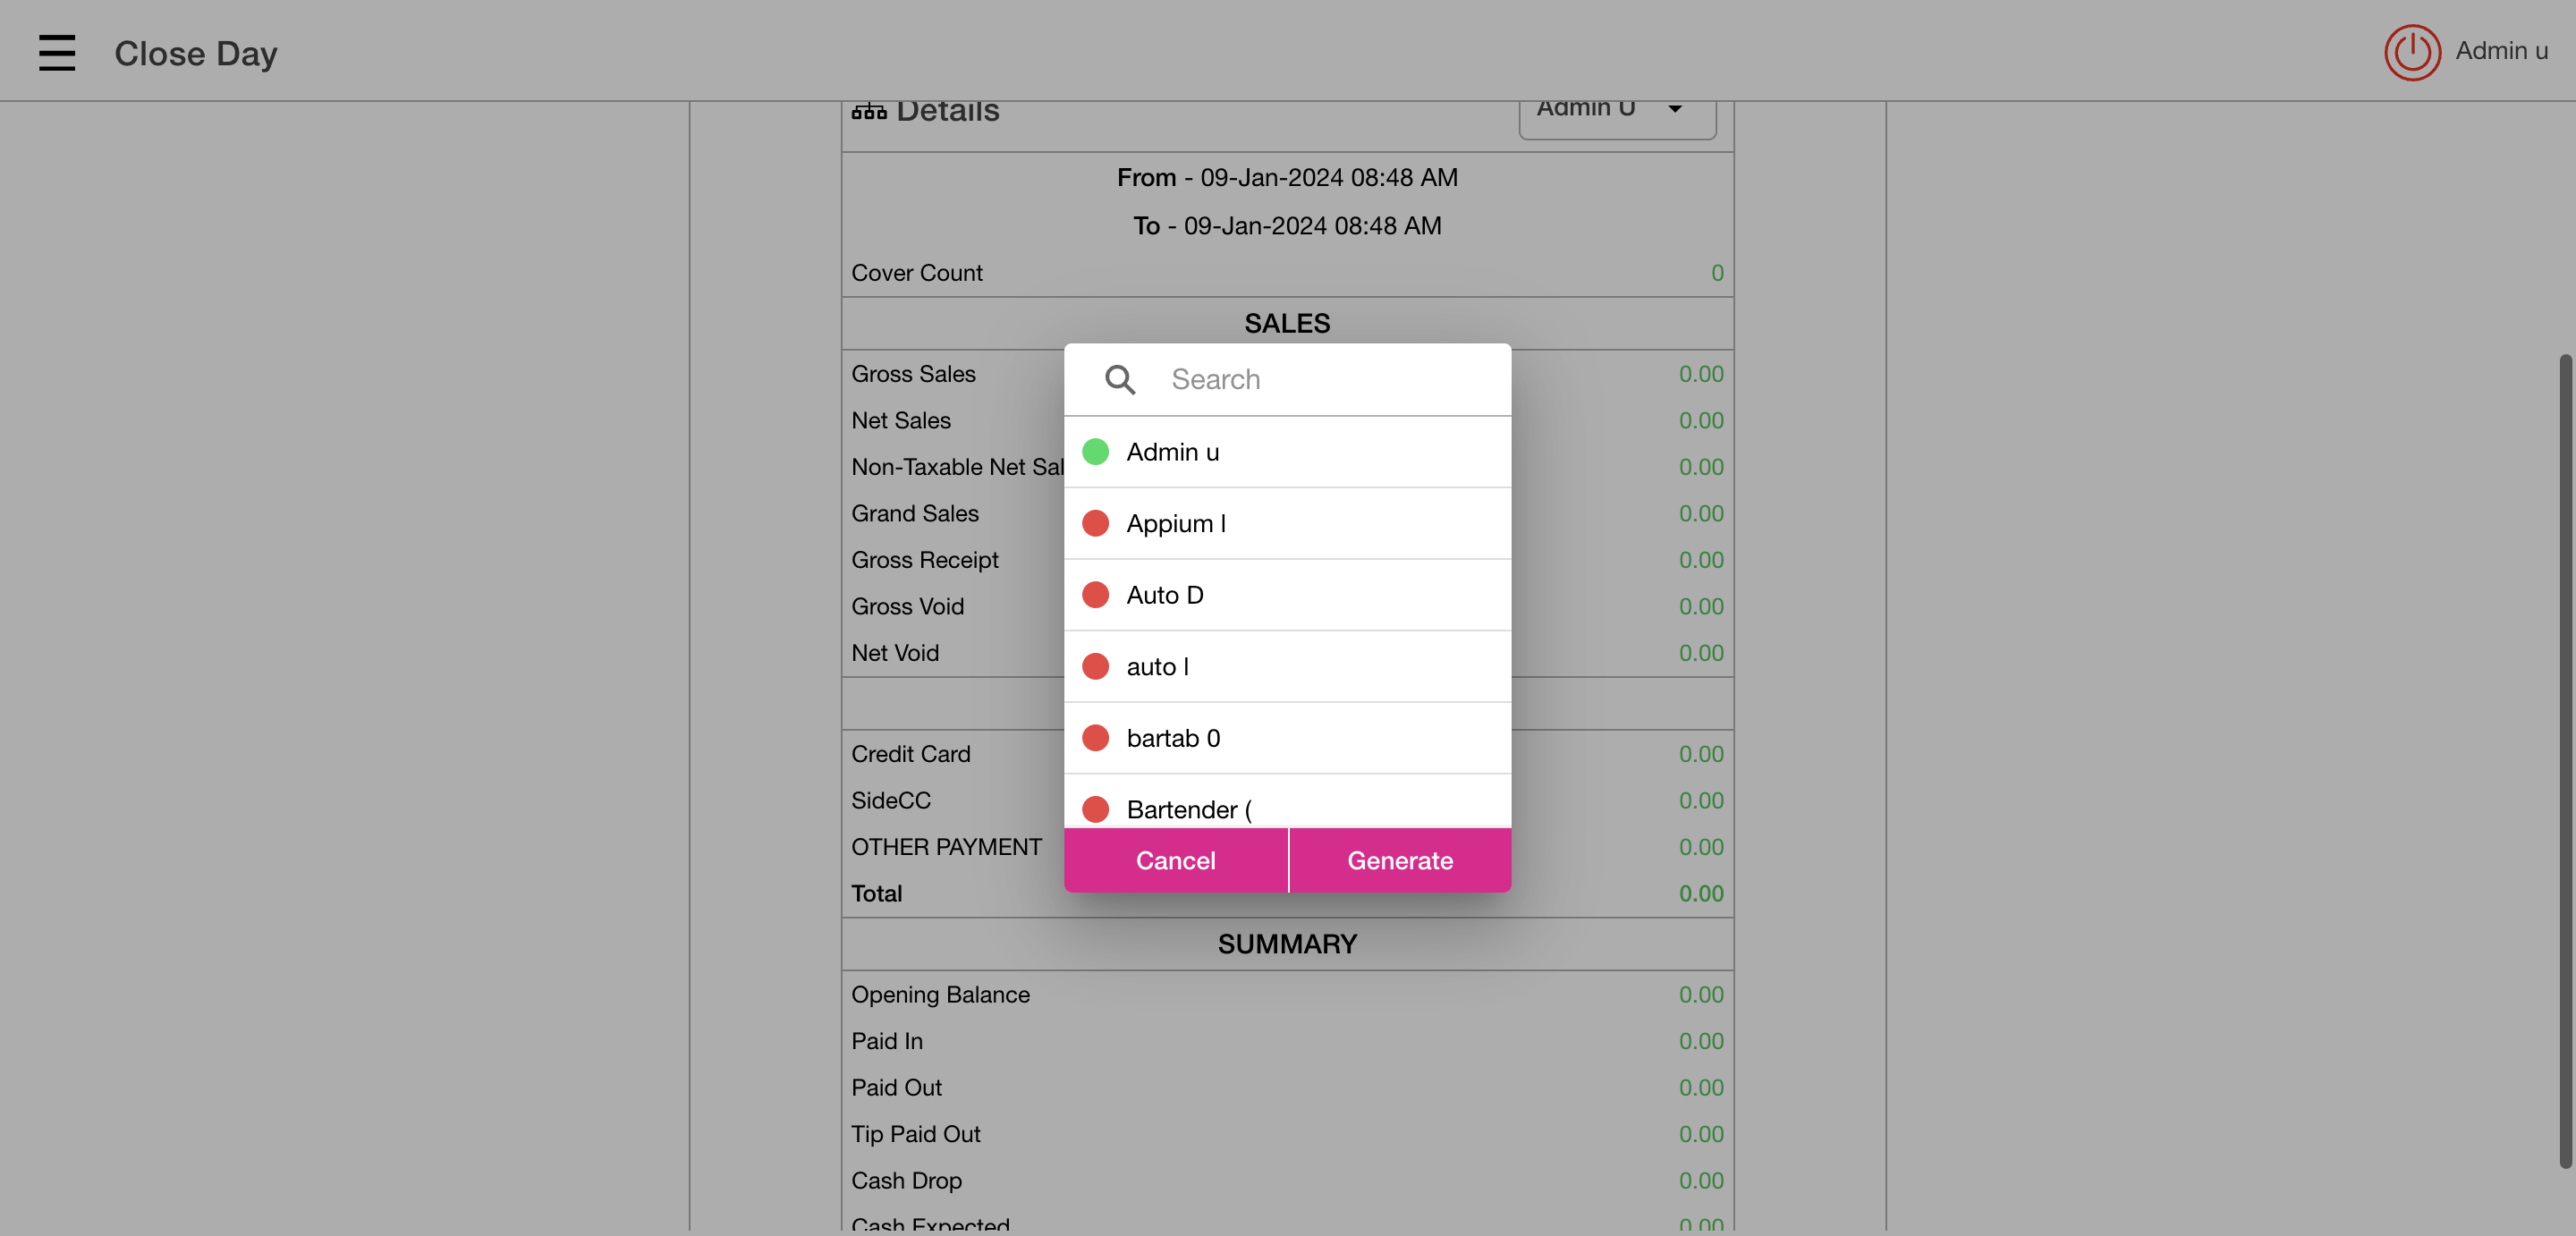 Close Day
Admin u
Details
Admin U
From - 09-Jan-2024 08:48 AM
To - 09-Jan-2024 08:48 AM
Cover Count 0
SALES
Gross Sales 0.00
Net Sales 0.00
Non-Taxable Net Sal 0.00
Grand Sales 0.00
Gross Receipt 0.00
Gross Void 0.00
Net Void 0.00
Credit Card 0.00
SideCC 0.00
OTHER PAYMENT 0.00
Total 0.00
SUMMARY
Opening Balance 0.00
Paid In 0.00
Paid Out 0.00
Tip Paid Out 0.00
Cash Drop 0.00
Cash Expected 0.00
Search
Admin u
Appium I
Auto D
auto I
bartab 0
Bartender (
Cancel
Generate